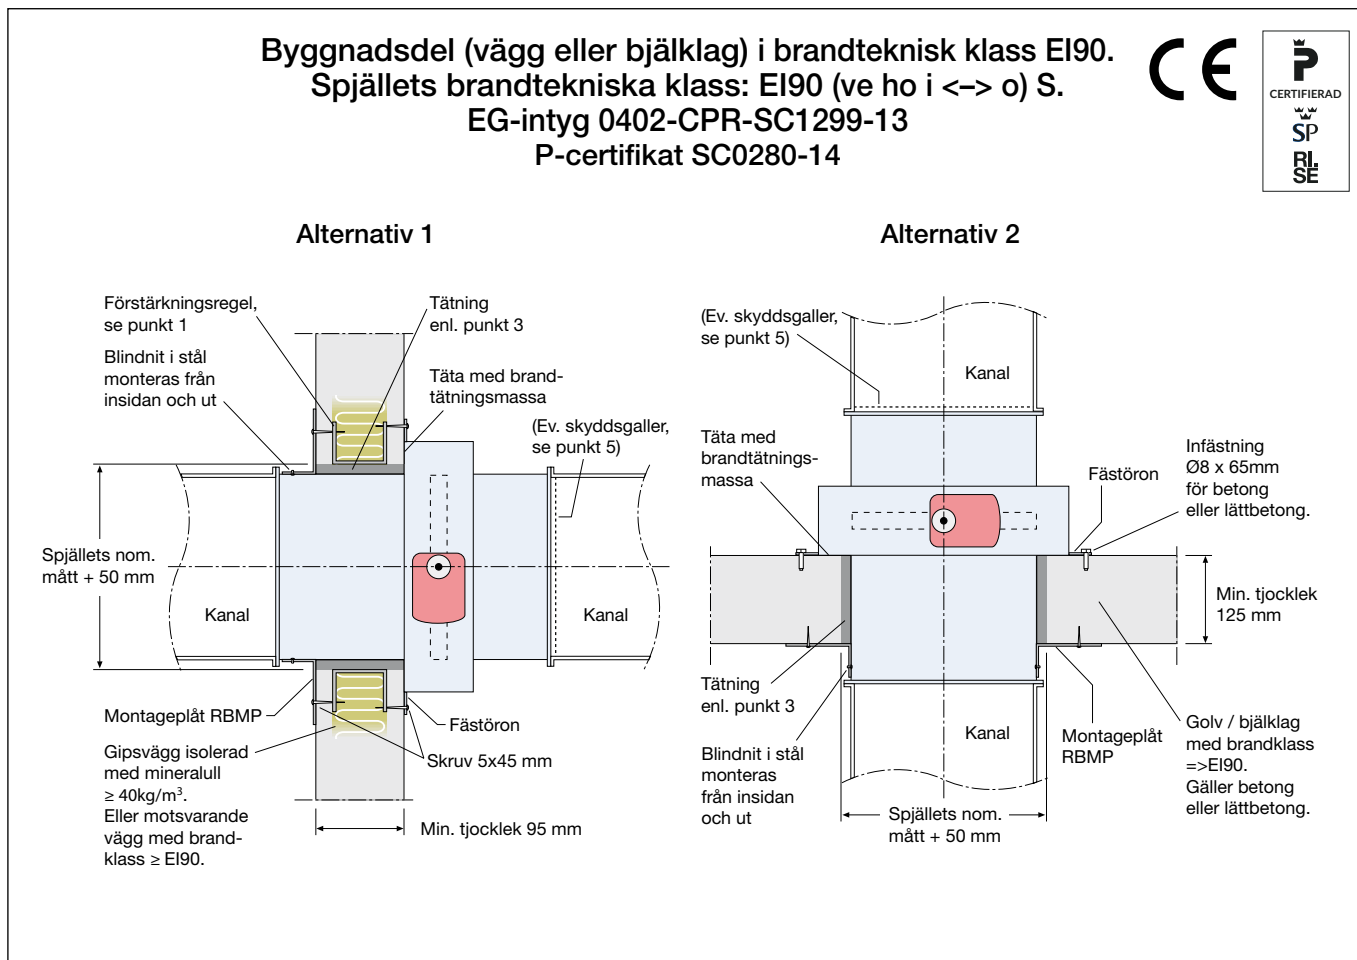 Byggnadsdel (vägg eller bjälklag) i brandteknisk klass EI90.
Spjällets brandtekniska klass: EI90 (ve ho i <–> o) S.
EG-intyg 0402-CPR-SC1299-13
P-certifikat SC0280-14
CE
P
CERTIFIERAD
SP
RI.
SE
Alternativ 1
Förstärkningsregel,
se punkt 1
Tätning
enl. punkt 3
Blindnit i stål
monteras från
insidan och ut
Täta med brand-
tätningsmassa
(Ev. skyddsgaller,
se punkt 5)
Spjällets nom.
mått + 50 mm
Kanal
Kanal
Montageplåt RBMP
Fästöron
Skruv 5x45 mm
Gipsvägg isolerad
med mineralull
≥ 40kg/m³.
Eller motsvarande
vägg med brand-
klass ≥ EI90.
Min. tjocklek 95 mm
Alternativ 2
(Ev. skyddsgaller,
se punkt 5)
Kanal
Täta med
brandtätnings-
massa
Fästöron
Infästning
Ø8 x 65mm
för betong
eller lättbetong.
Min. tjocklek
125 mm
Tätning
enl. punkt 3
Kanal
Montageplåt
RBMP
Golv / bjälklag
med brandklass
=>EI90.
Gäller betong
eller lättbetong.
Blindnit i stål
monteras
från insidan
och ut
Spjällets nom.
mått + 50 mm